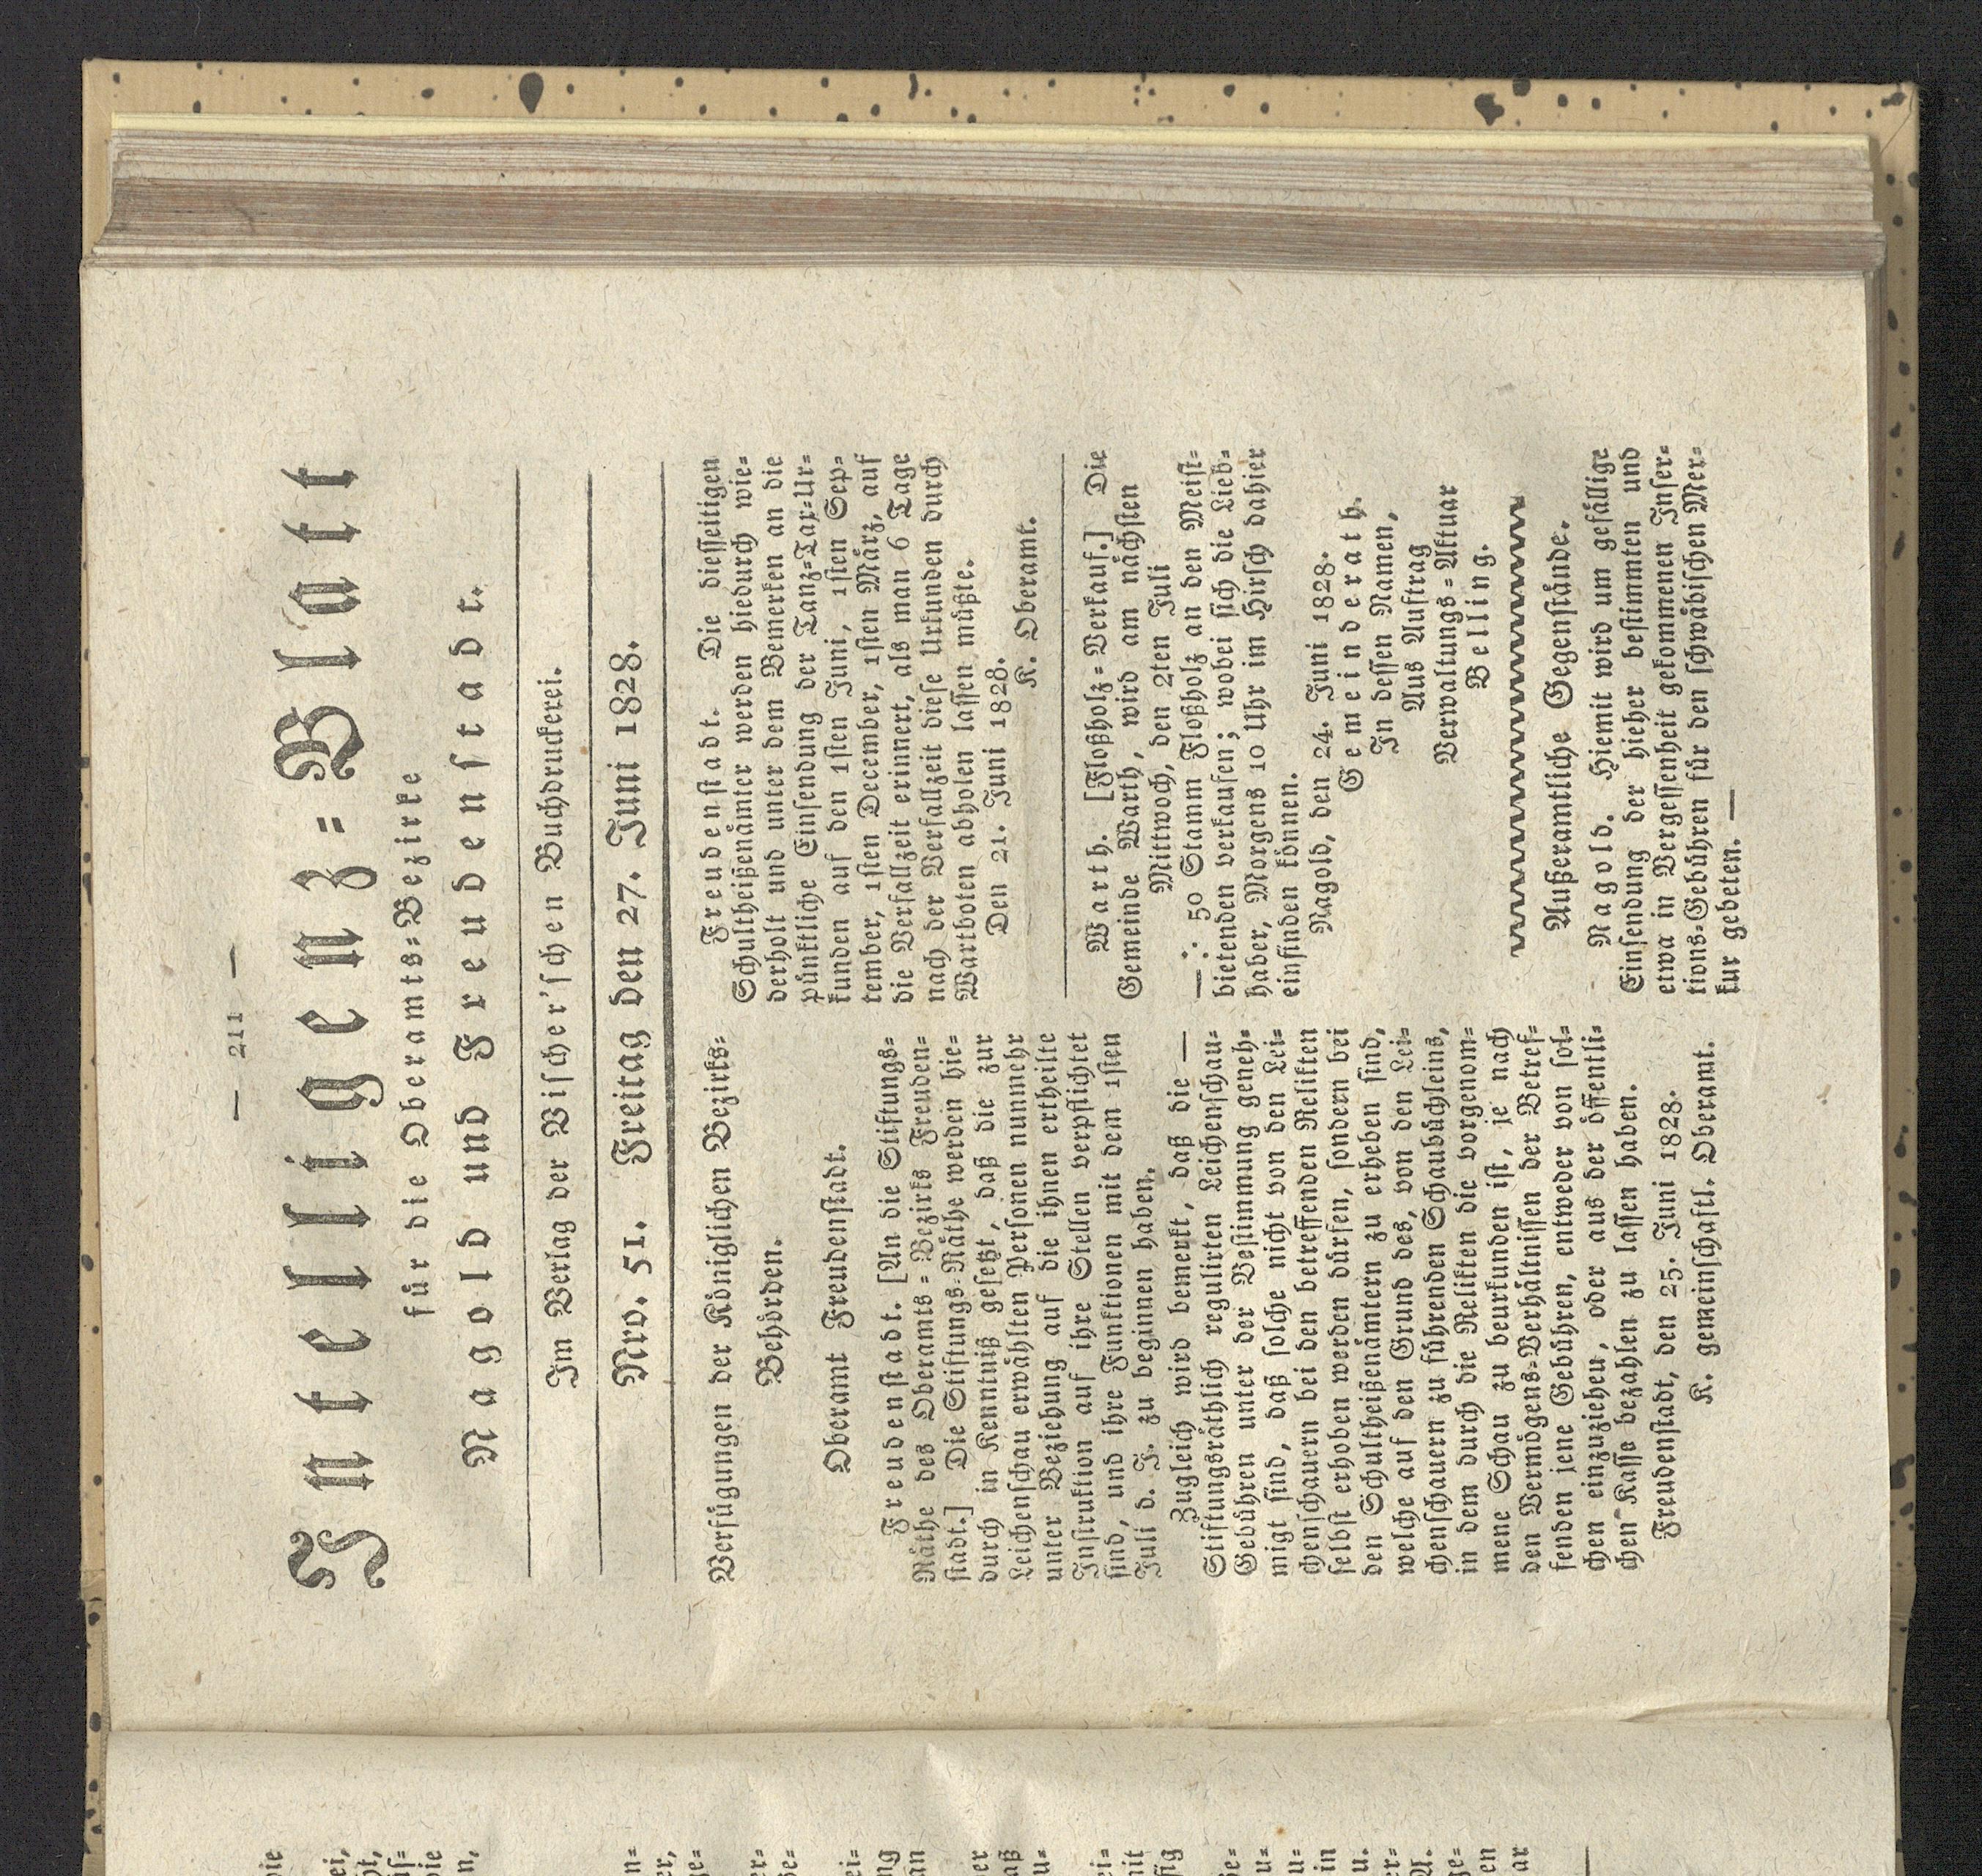 — 211 —
Intelligenz=Blatt
für die Oberamts=Bezirke
Nagold und Freudenstadt.
Im Verlag der Vischer'schen Buchdruckerei.
Nro. 51. Freitag den 27. Juni 1828.
Verfügungen der Königlichen Bezirks=
Behörden.
Oberamt Freudenstadt.
Freudenstadt. [An die Stiftungs=
Räthe des Oberamts=Bezirks Freuden=
stadt.] Die Stiftungs=Räthe werden hie=
durch in Kenntniß gesetzt, daß die zur
Leichenschau erwählten Personen nunmehr
unter Beziehung auf die ihnen ertheilte
Instruktion auf ihre Stellen verpflichtet
sind, und ihre Funktionen mit dem 1sten
Juli d. J. zu beginnen haben.
Zugleich wird bemerkt, daß die —
Stiftungsräthlich regulirten Leichenschau=
Gebühren unter der Bestimmung geneh=
migt sind, daß solche nicht von den Lei=
chenschauern bei den betreffenden Relikten
selbst erhoben werden dürfen, sondern bei
den Schultheißenämtern zu erheben sind,
welche auf den Grund des, von den Lei=
chenschauern zu führenden Schaubüchleins,
in dem durch die Relikten die vorgenom=
mene Schau zu beurkunden ist, je nach
den Vermögens=Verhältnissen der Betref=
fenden jene Gebühren, entweder von sol=
chen einzuziehen, oder aus der öffentli=
chen Kasse bezahlen zu lassen haben.
Freudenstadt, den 25. Juni 1828.
K. gemeinschaftl. Oberamt.
Freudenstadt. Die diesseitigen
Schultheißenämter werden hiedurch wie=
derholt und unter dem Bemerken an die
pünktliche Einsendung der Tanz=Tax=Ur=
kunden auf den 1sten Juni, 1sten Sep=
tember, 1sten December, 1sten März, auf
die Verfallzeit erinnert, als man 6 Tage
nach der Verfallzeit diese Urkunden durch
Wartboten abholen lassen müßte.
Den 21. Juni 1828.
K. Oberamt.
Warth. [Floßholz=Verkauf.] Die
Gemeinde Warth, wird am nächsten
Mittwoch, den 2ten Juli
—: 50 Stamm Floßholz an den Meist=
bietenden verkaufen; wobei sich die Lieb=
haber, Morgens 10 Uhr im Hirsch dahier
einfinden können.
Nagold, den 24. Juni 1828.
Gemeinderath.
In dessen Namen,
Aus Auftrag
Verwaltungs=Aktuar
Belling.
Außeramtliche Gegenstände.
Nagold. Hiemit wird um gefällige
Einsendung der hieher bestimmten und
etwa in Vergessenheit gekommenen Inser=
tions=Gebühren für den schwäbischen Mer=
kur gebeten. —